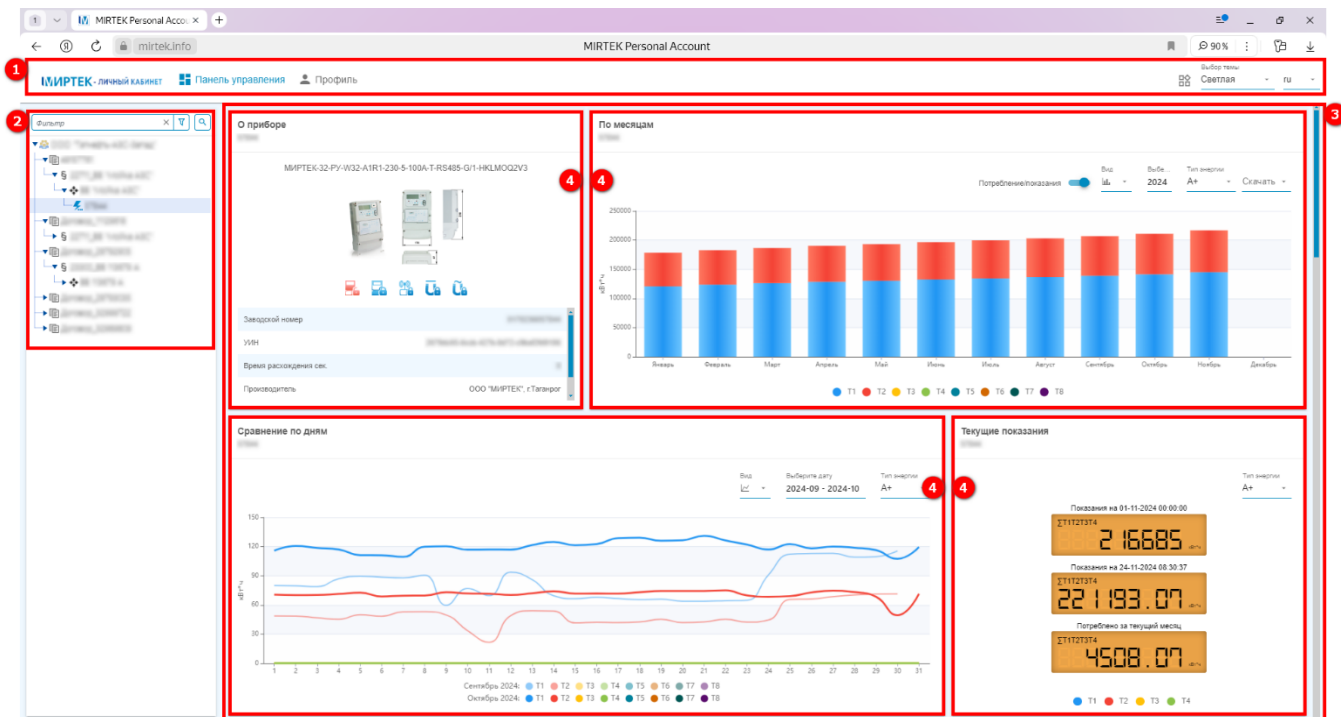 1
MIRTEK Personal Accou
mirtek.info
MIRTEK Personal Account
90%
1
МИРТЕК - ЛИЧНЫЙ КАБИНЕТ
Панель управления
Профиль
Выбор темы
Светлая
ru
2
Фильтр
3
О приборе
МИРТЕК-32-РУ-W32-A1R1-230-5-100A-T-RS485-G/1-HKLMOQ2V3
4
Заводской номер
УИН
Время расхождения сек.
Производитель
ООО "МИРТЕК", г.Таганрог
По месяцам
4
Потребление/показания
Вид
Выбе...
2024
Тип энергии
A+
Скачать
250000
200000
150000
100000
50000
0
кВт*ч
Январь Февраль Март Апрель Май Июнь Июль Август Сентябрь Октябрь Ноябрь Декабрь
T1 T2 T3 T4 T5 T6 T7 T8
Сравнение по дням
Вид
Выберите дату
2024-09 - 2024-10
Тип энергии
A+
4
150
120
90
60
30
0
кВт*ч
1 2 3 4 5 6 7 8 9 10 11 12 13 14 15 16 17 18 19 20 21 22 23 24 25 26 27 28 29 30 31
Сентябрь 2024: T1 T2 T3 T4 T5 T6 T7 T8
Октябрь 2024: T1 T2 T3 T4 T5 T6 T7 T8
Текущие показания
4
Тип энергии
A+
Показания на 01-11-2024 00:00:00
ΣT1T2T3T4
216685
Показания на 24-11-2024 08:30:37
ΣT1T2T3T4
221193.07
Потреблено за текущий месяц
ΣT1T2T3T4
4508.07
T1 T2 T3 T4